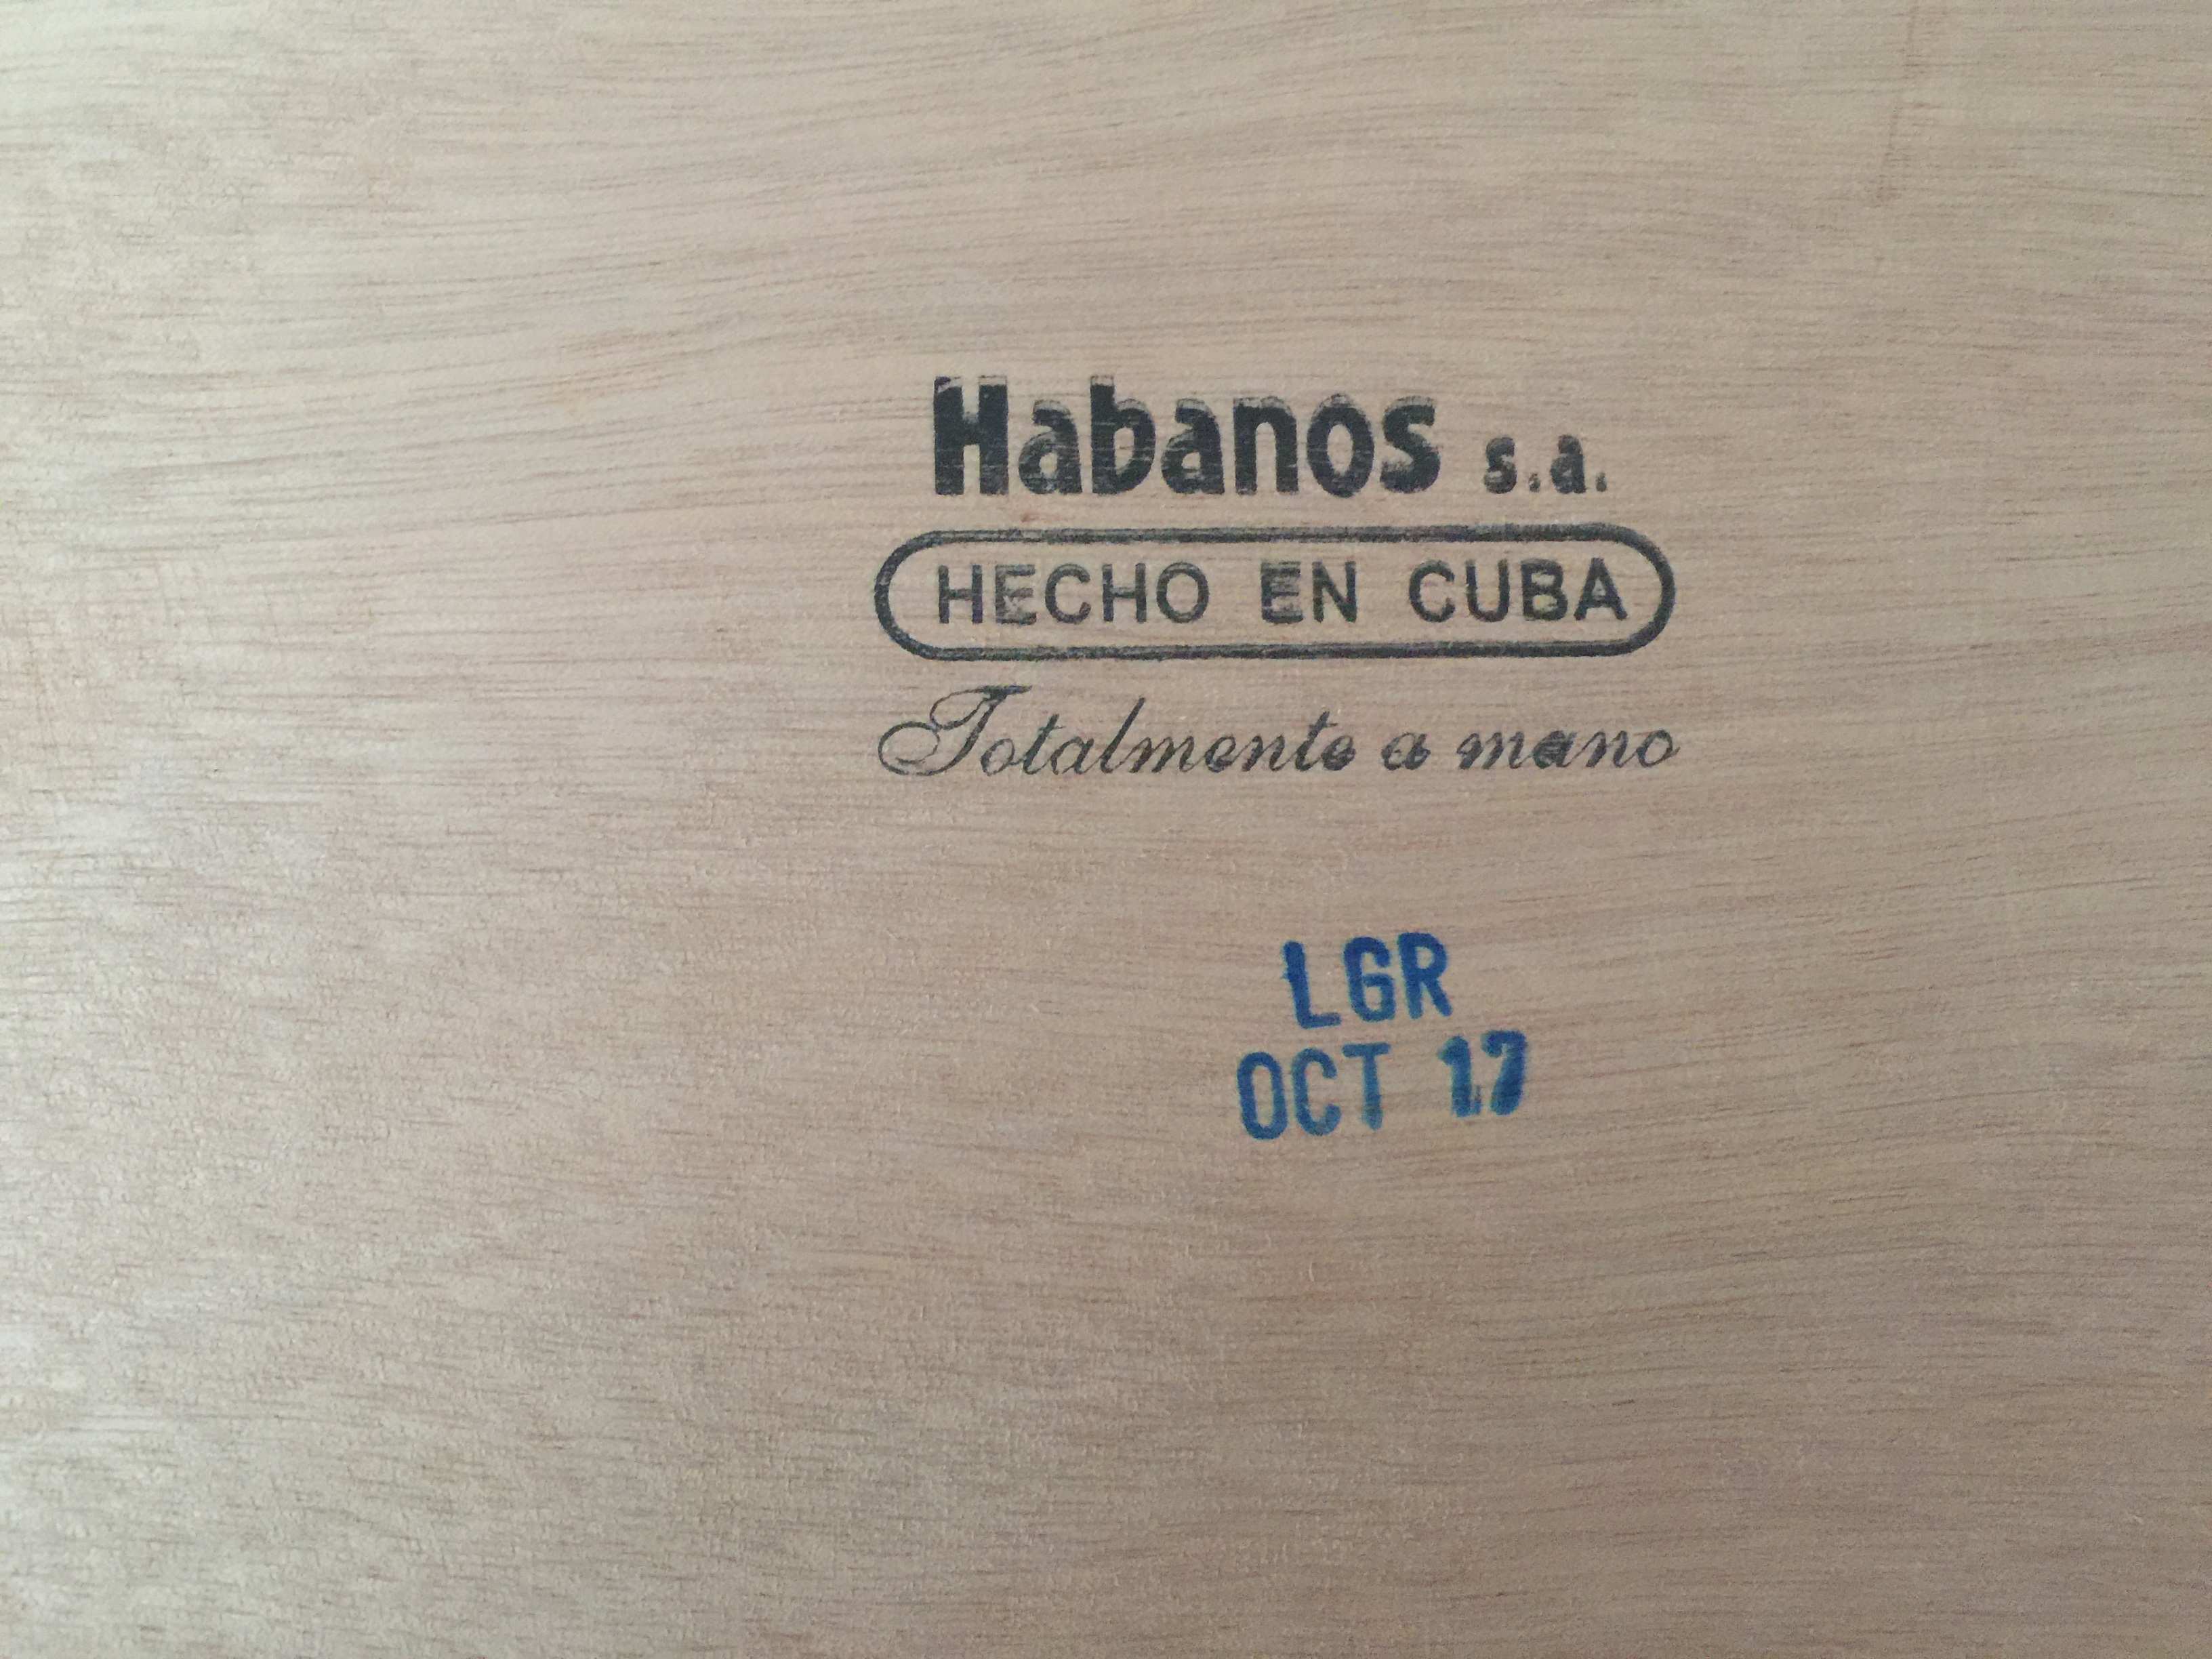 Habanos s.a.
HECHO EN CUBA
Totalmente a mano
LGR
OCT 17